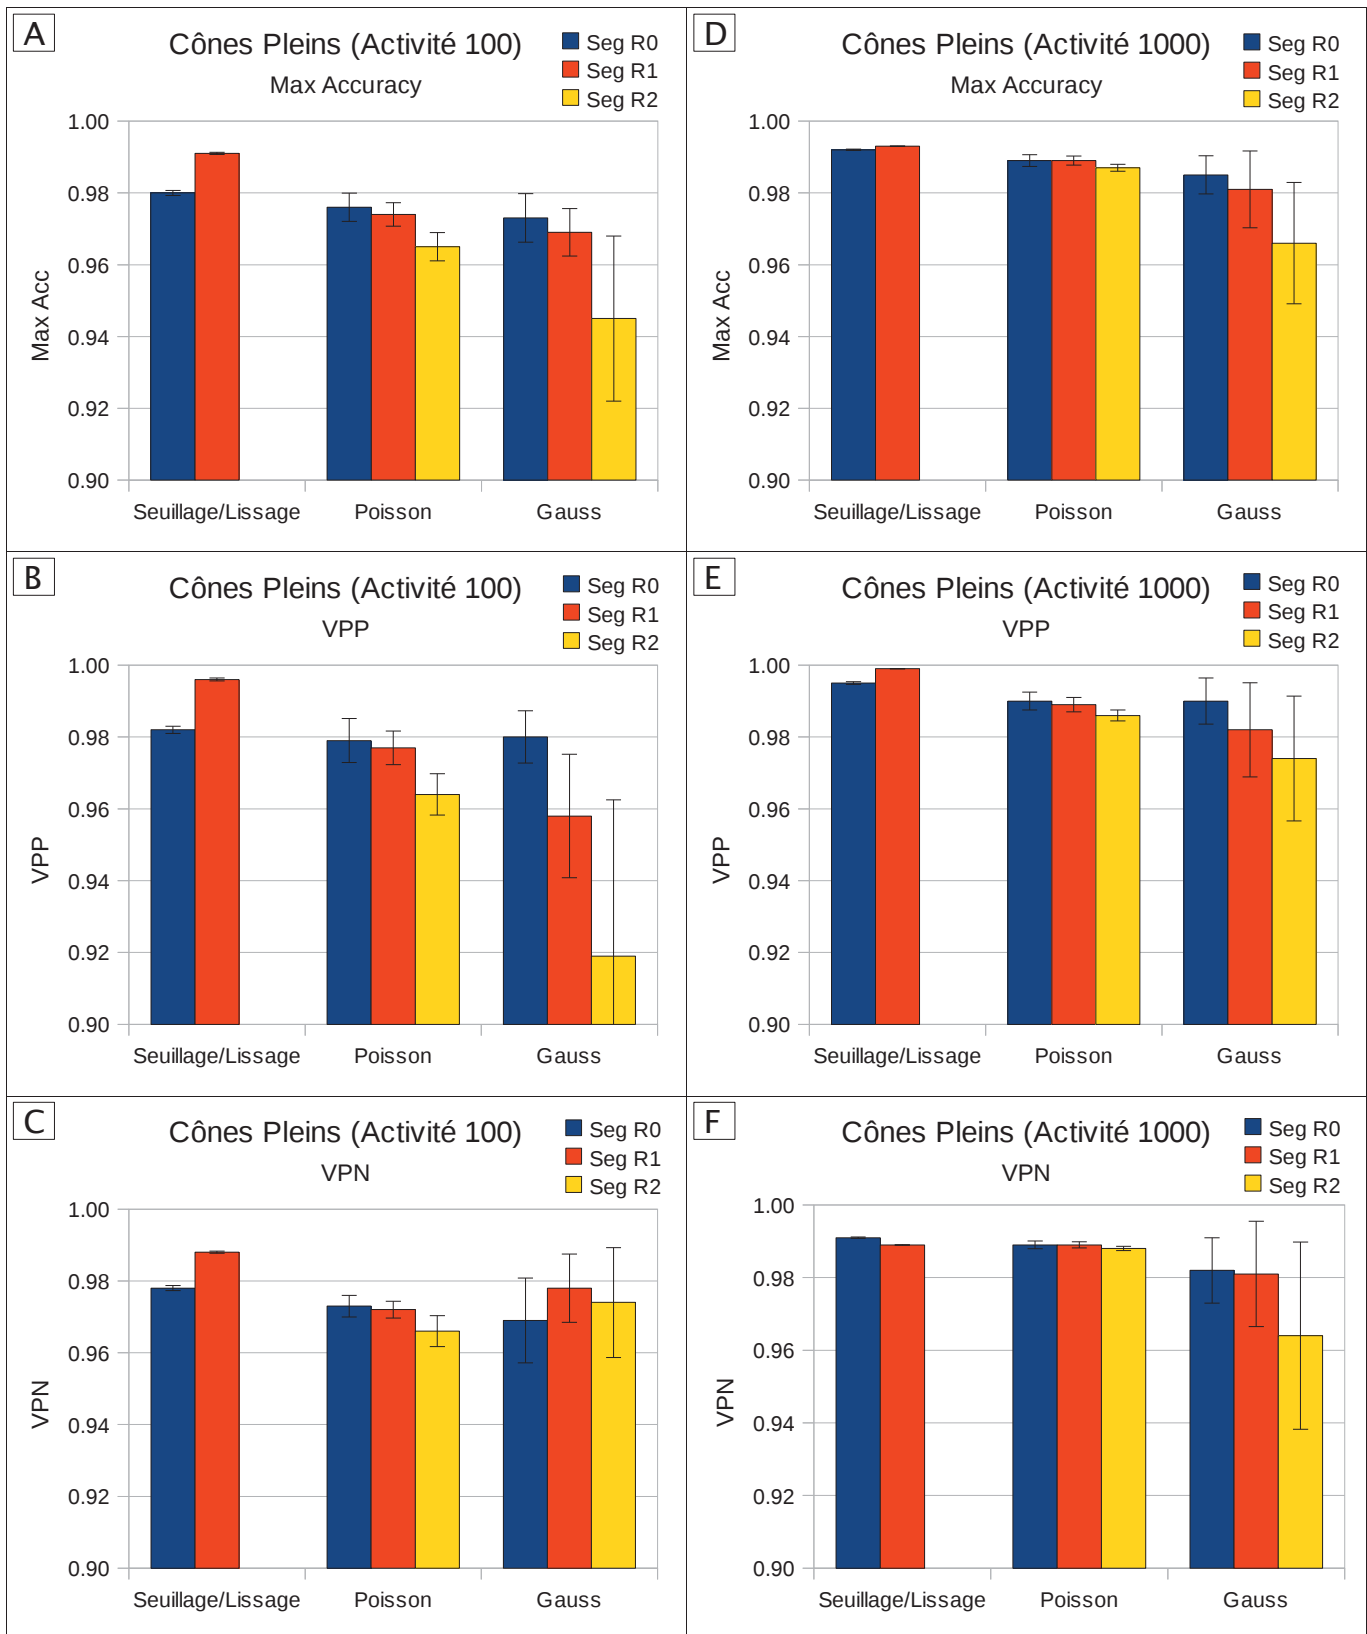 A
Cônes Pleins (Activité 100)
Max Accuracy
Seg R0
Seg R1
Seg R2
Max Acc
1.00
0.98
0.96
0.94
0.92
0.90
Seuillage/Lissage Poisson Gauss
D
Cônes Pleins (Activité 1000)
Max Accuracy
Seg R0
Seg R1
Seg R2
Max Acc
1.00
0.98
0.96
0.94
0.92
0.90
Seuillage/Lissage Poisson Gauss
B
Cônes Pleins (Activité 100)
VPP
Seg R0
Seg R1
Seg R2
VPP
1.00
0.98
0.96
0.94
0.92
0.90
Seuillage/Lissage Poisson Gauss
E
Cônes Pleins (Activité 1000)
VPP
Seg R0
Seg R1
Seg R2
VPP
1.00
0.98
0.96
0.94
0.92
0.90
Seuillage/Lissage Poisson Gauss
C
Cônes Pleins (Activité 100)
VPN
Seg R0
Seg R1
Seg R2
VPN
1.00
0.98
0.96
0.94
0.92
0.90
Seuillage/Lissage Poisson Gauss
F
Cônes Pleins (Activité 1000)
VPN
Seg R0
Seg R1
Seg R2
VPN
1.00
0.98
0.96
0.94
0.92
0.90
Seuillage/Lissage Poisson Gauss